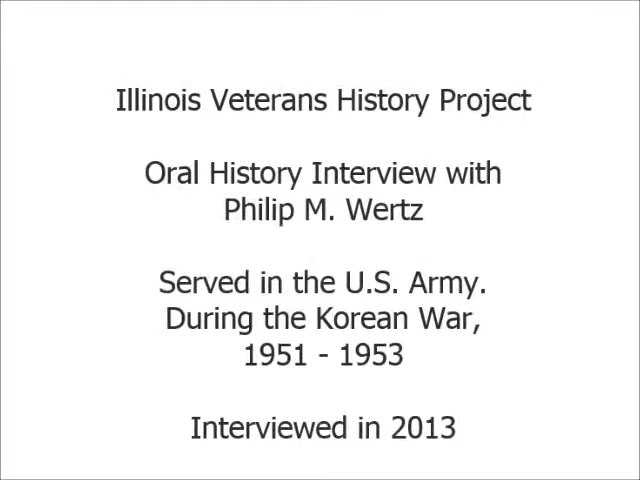 Illinois Veterans History Project
Oral History Interview with
Philip M. Wertz
Served in the U.S. Army.
During the Korean War,
1951 - 1953
Interviewed in 2013